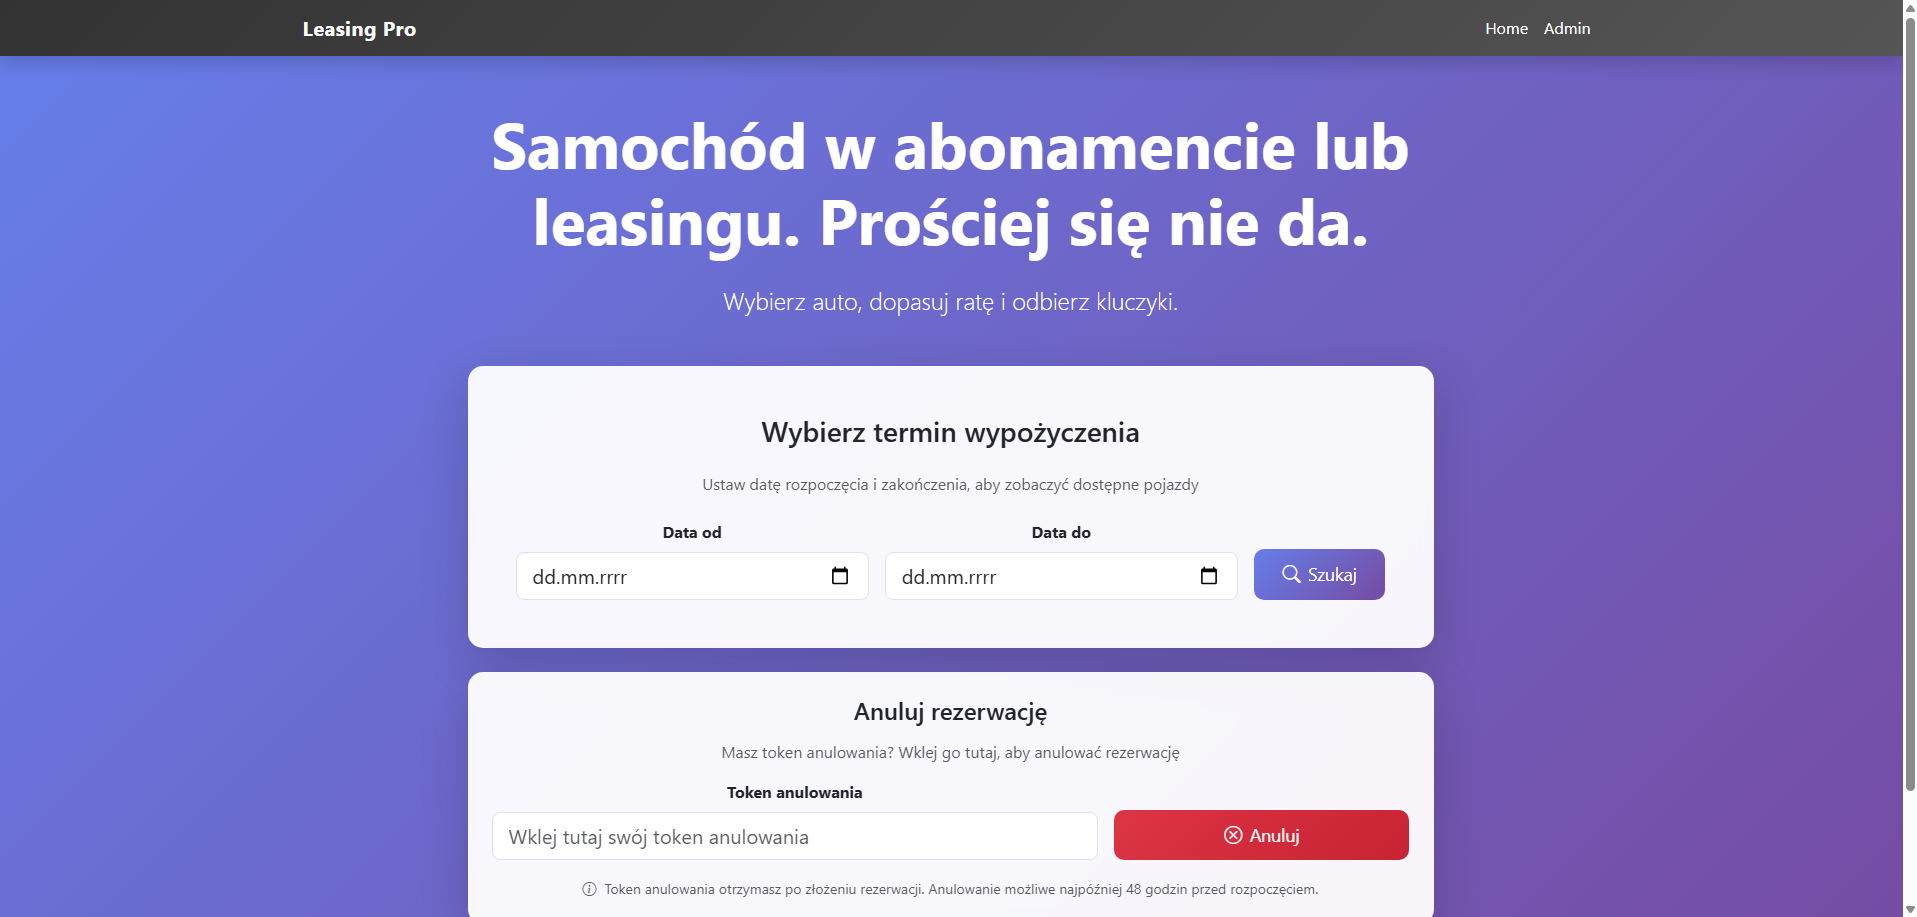 Leasing Pro
Home
Admin
Samochód w abonamencie lub
leasingu. Prościej się nie da.
Wybierz auto, dopasuj ratę i odbierz kluczyki.
Wybierz termin wypożyczenia
Ustaw datę rozpoczęcia i zakończenia, aby zobaczyć dostępne pojazdy
Data od
Data do
dd.mm.rrrr
dd.mm.rrrr
Szukaj
Anuluj rezerwację
Masz token anulowania? Wklej go tutaj, aby anulować rezerwację
Token anulowania
Wklej tutaj swój token anulowania
Anuluj
Token anulowania otrzymasz po złożeniu rezerwacji. Anulowanie możliwe najpóźniej 48 godzin przed rozpoczęciem.